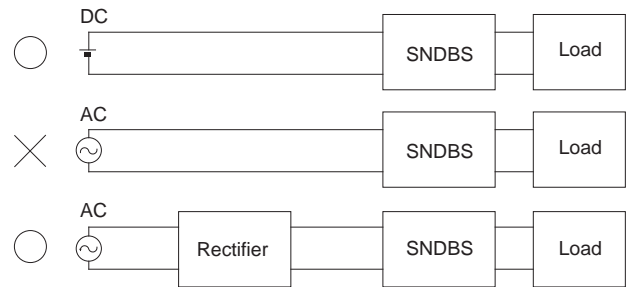 DC
SNDBS Load
AC
SNDBS Load
AC
Rectifier SNDBS Load